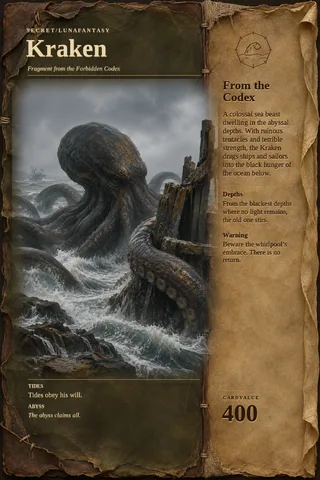 SECRET/LUNAFANTASY
Kraken
Fragment from the Forbidden Codex
From the
Codex
A colossal sea beast
dwelling in the abyssal
depths. With ruinous
tentacles and terrible
strength, the Kraken
drags ships and sailors
into the black hunger of
the ocean below.
Depths
From the blackest depths
where no light remains,
the old one stirs.
Warning
Beware the whirlpool's
embrace. There is no
return.
TIDES
Tides obey his will.
ABYSS
The abyss claims all.
CARDVALUE
400